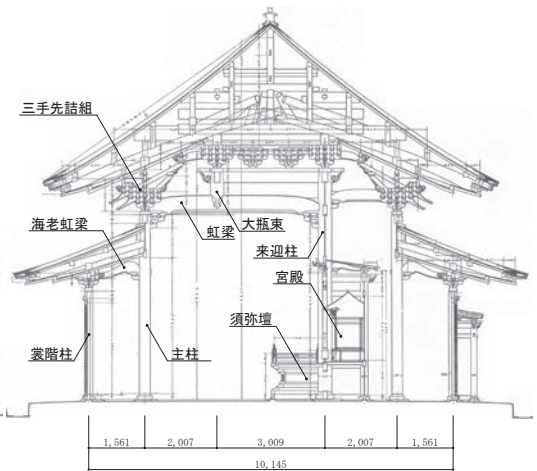 三手先詰組
海老虹梁
虹梁
大瓶束
来迎柱
宮殿
須弥壇
裳階柱
主柱
1,561
2,007
3,009
2,007
1,561
10,145